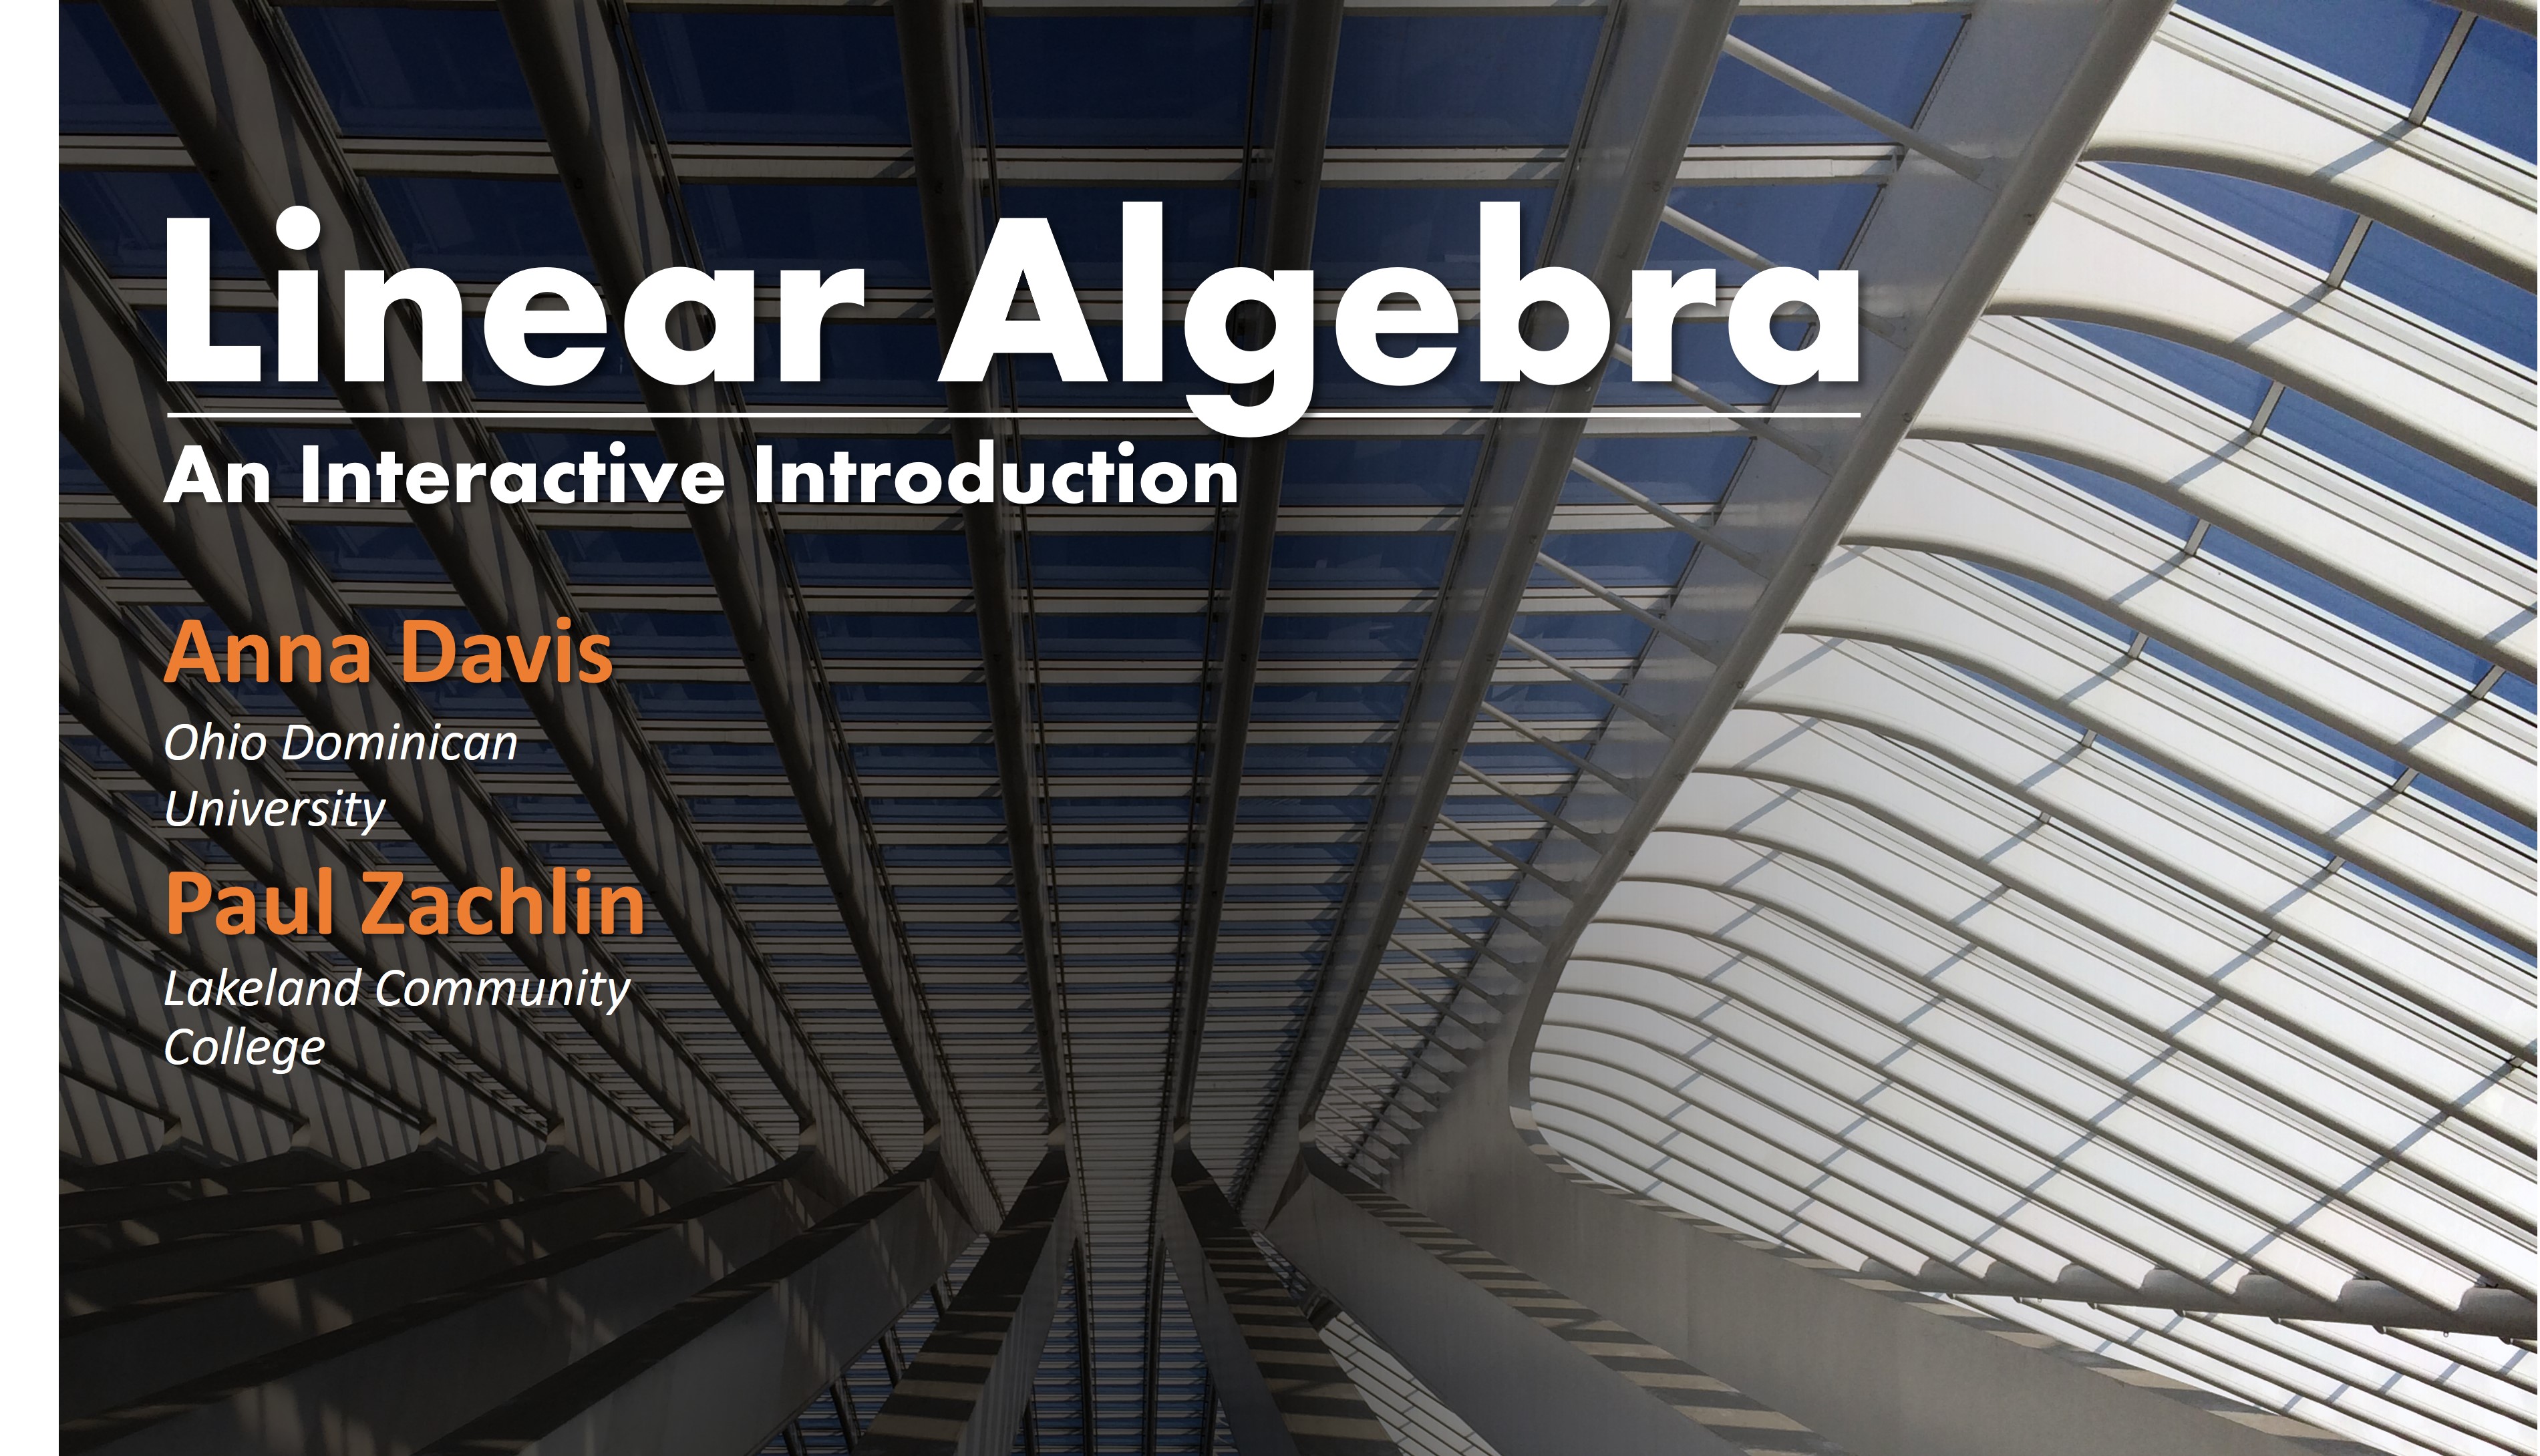 Linear Algebra
An Interactive Introduction
Anna Davis
Ohio Dominican
University
Paul Zachlin
Lakeland Community
College